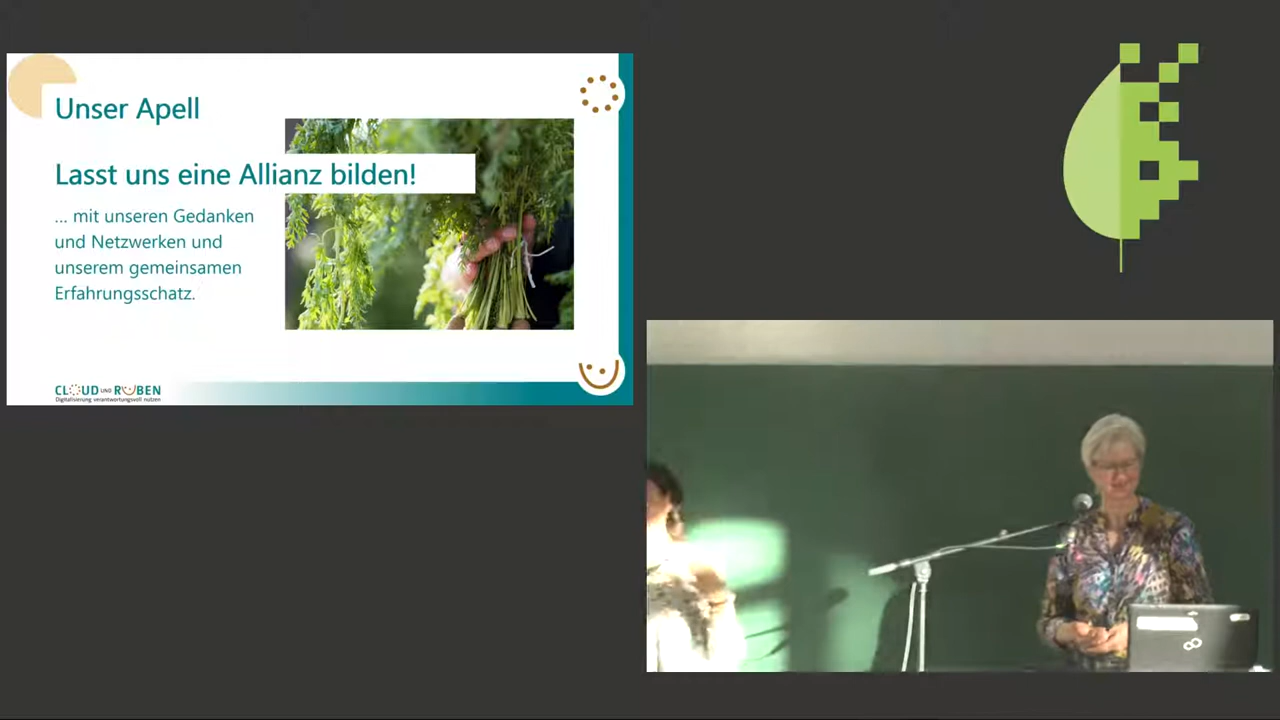 Unser Apell
Lasst uns eine Allianz bilden!
... mit unseren Gedanken
und Netzwerken und
unserem gemeinsamen
Erfahrungsschatz.
CLOUD UND RÜBEN
Digitalisierung verantwortungsvoll nutzen